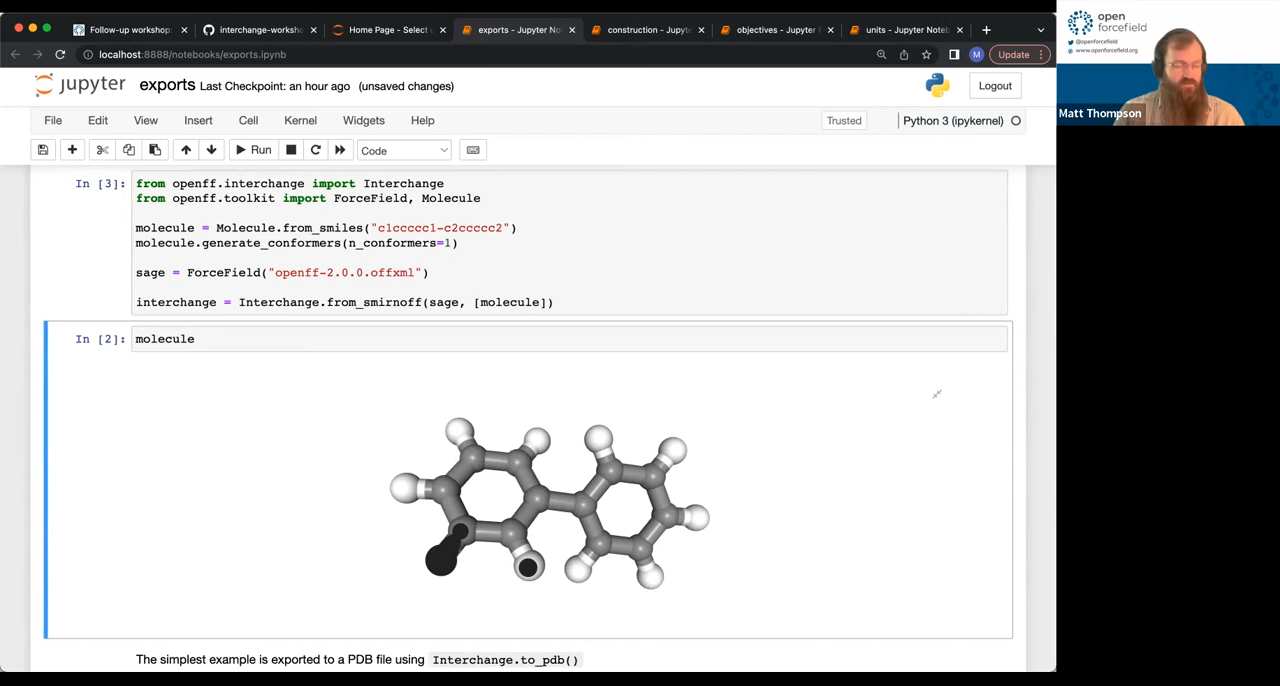 Follow-up workshop:
interchange-worksho
Home Page - Select
exports - Jupyter No
construction - Jupyte
objectives - Jupyter
units - Jupyter Noteb
localhost:8888/notebooks/exports.ipynb
M
Update
open
forcefield
@openforcefield
www.openforcefield.org
Matt Thompson
jupyter exports Last Checkpoint: an hour ago (unsaved changes)
Logout
File Edit View Insert Cell Kernel Widgets Help
Trusted
Python 3 (ipykernel)
Run
Code
In [3]:
from openff.interchange import Interchange
from openff.toolkit import ForceField, Molecule
molecule = Molecule.from_smiles("c1ccccc1-c2ccccc2")
molecule.generate_conformers(n_conformers=1)
sage = ForceField("openff-2.0.0.offxml")
interchange = Interchange.from_smirnoff(sage, [molecule])
In [2]:
molecule
The simplest example is exported to a PDB file using Interchange.to_pdb()